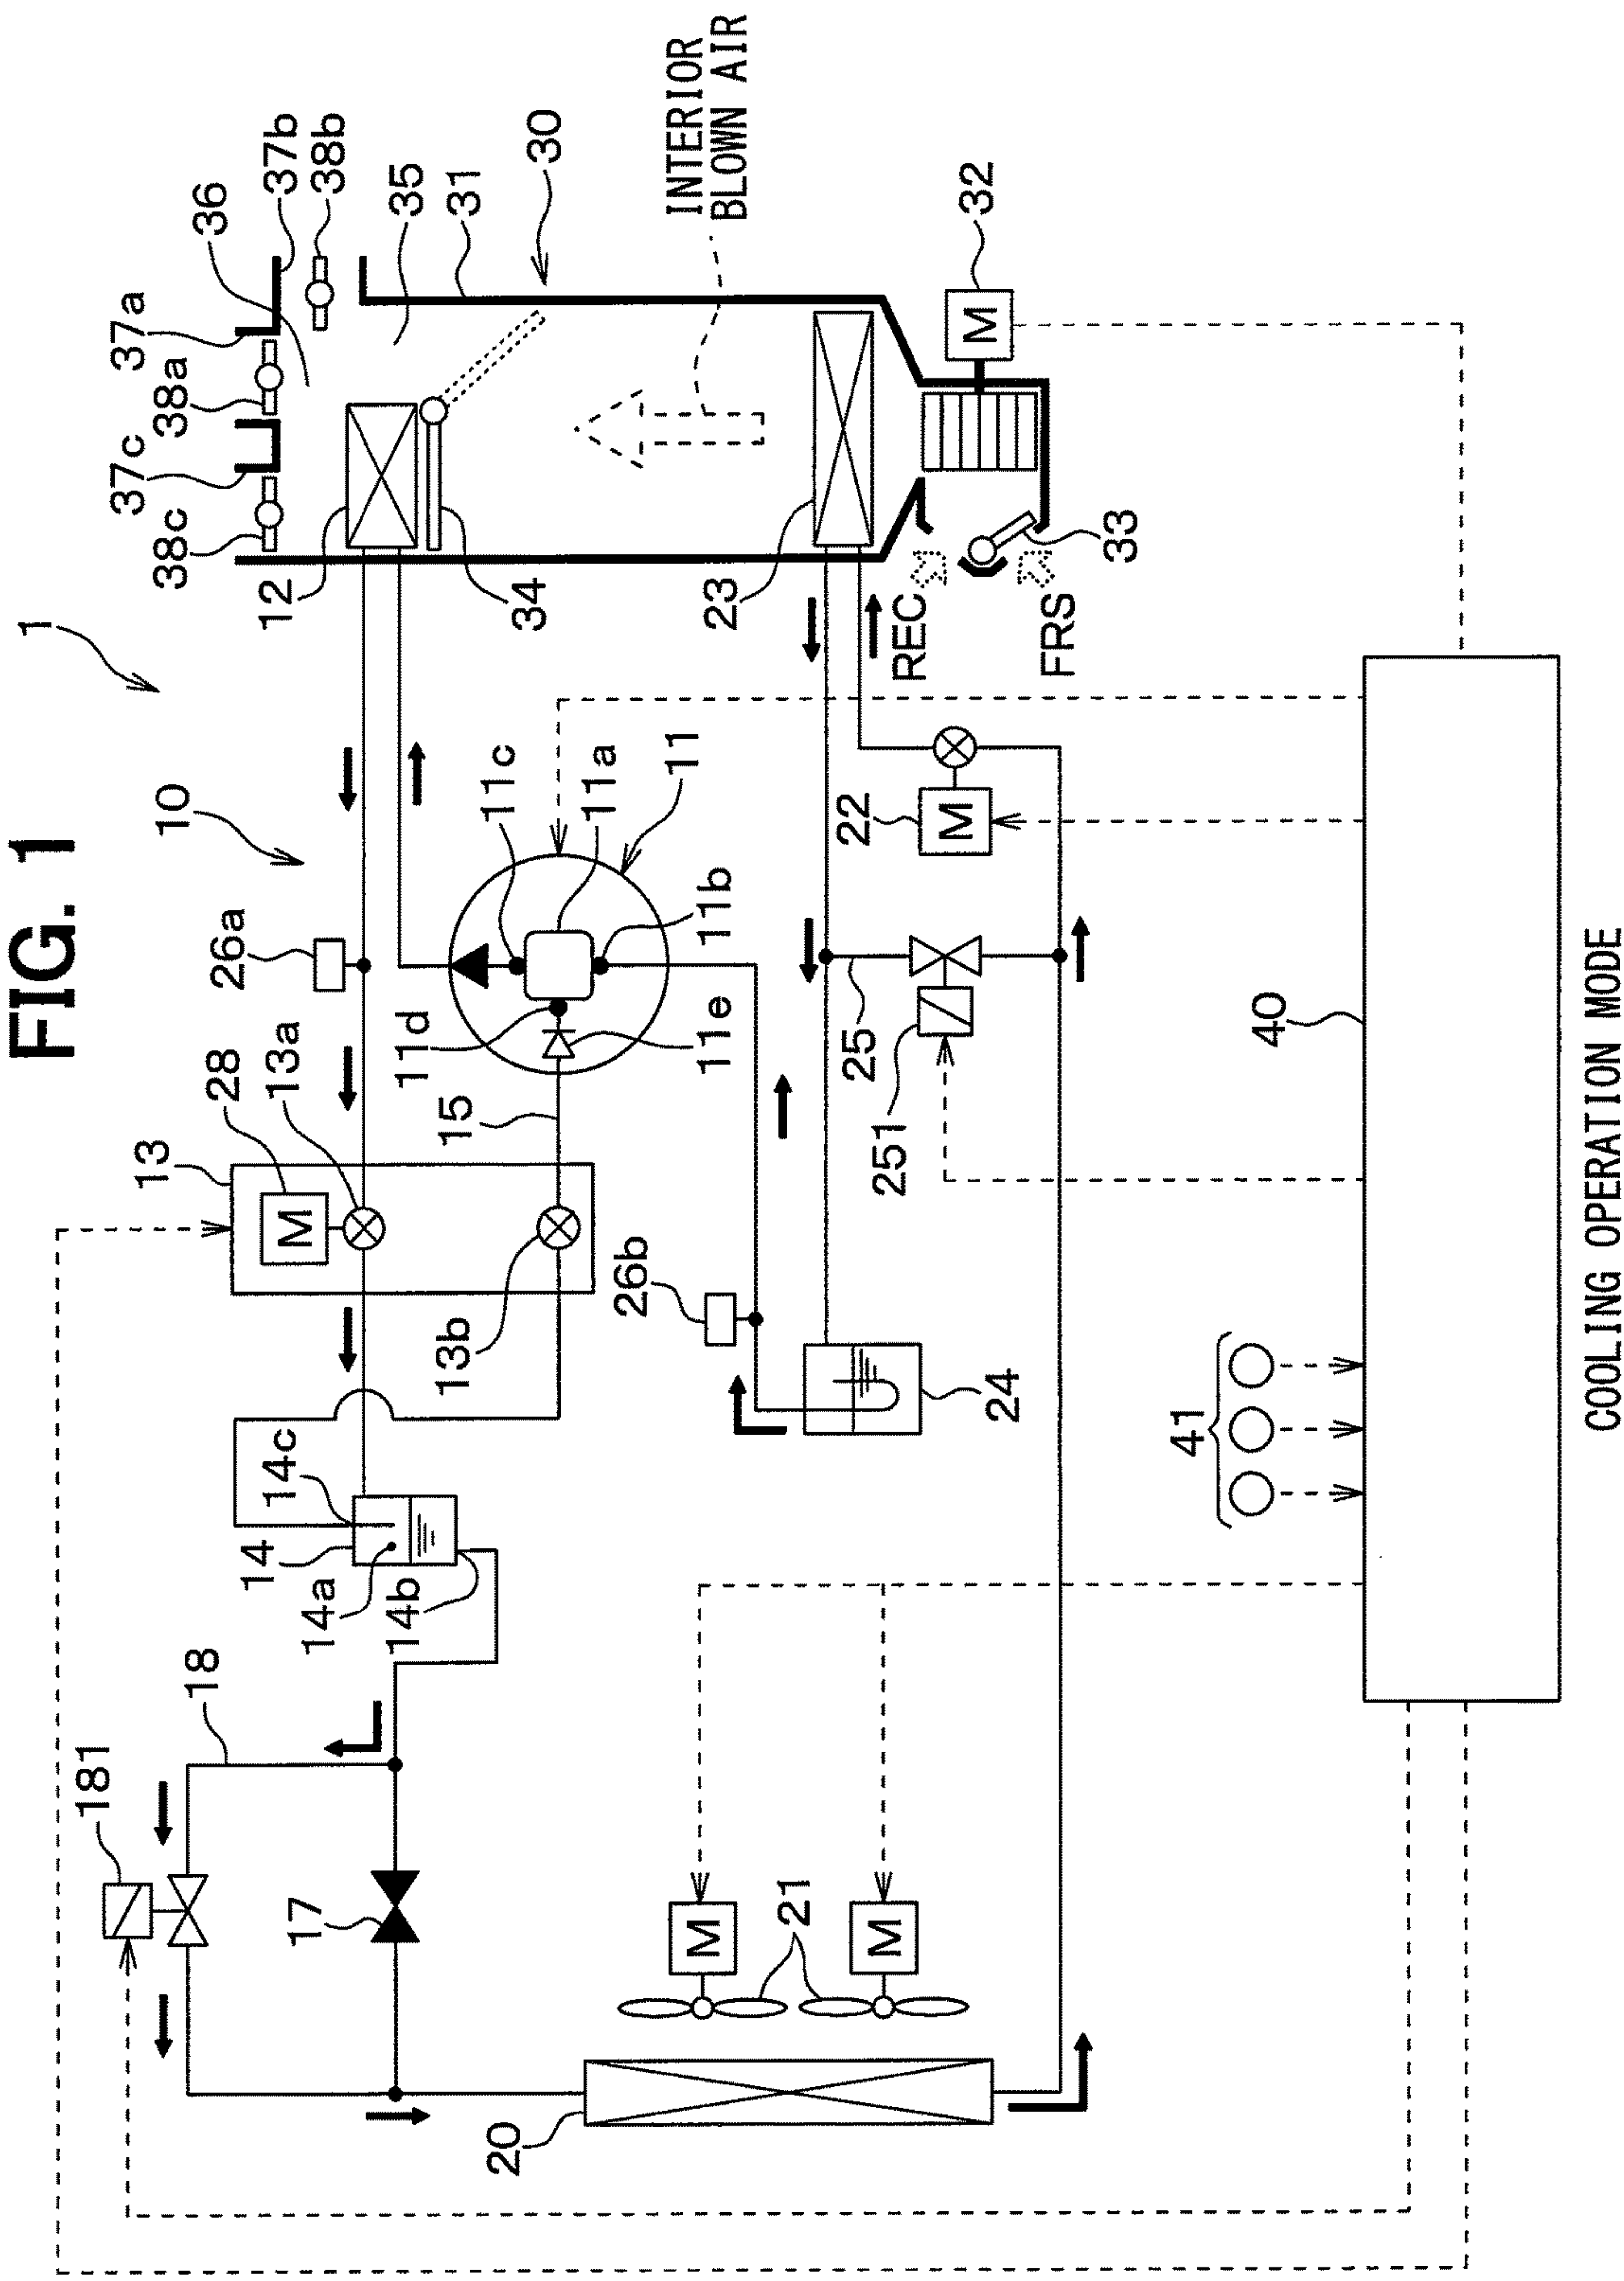 FIG. 1
1
10
26a
28
13a
13
14c
14
14a
14b
18
181
17
20
21
M
M
M
13b
15
11d
11e
11c
11a
11
11b
26b
24
25
251
22
M
12
34
23
REC
FRS
33
38c
37c
38a
37a
36
37b
38b
35
31
30
INTERIOR
BLOWN AIR
32
M
41
40
COOLING OPERATION MODE